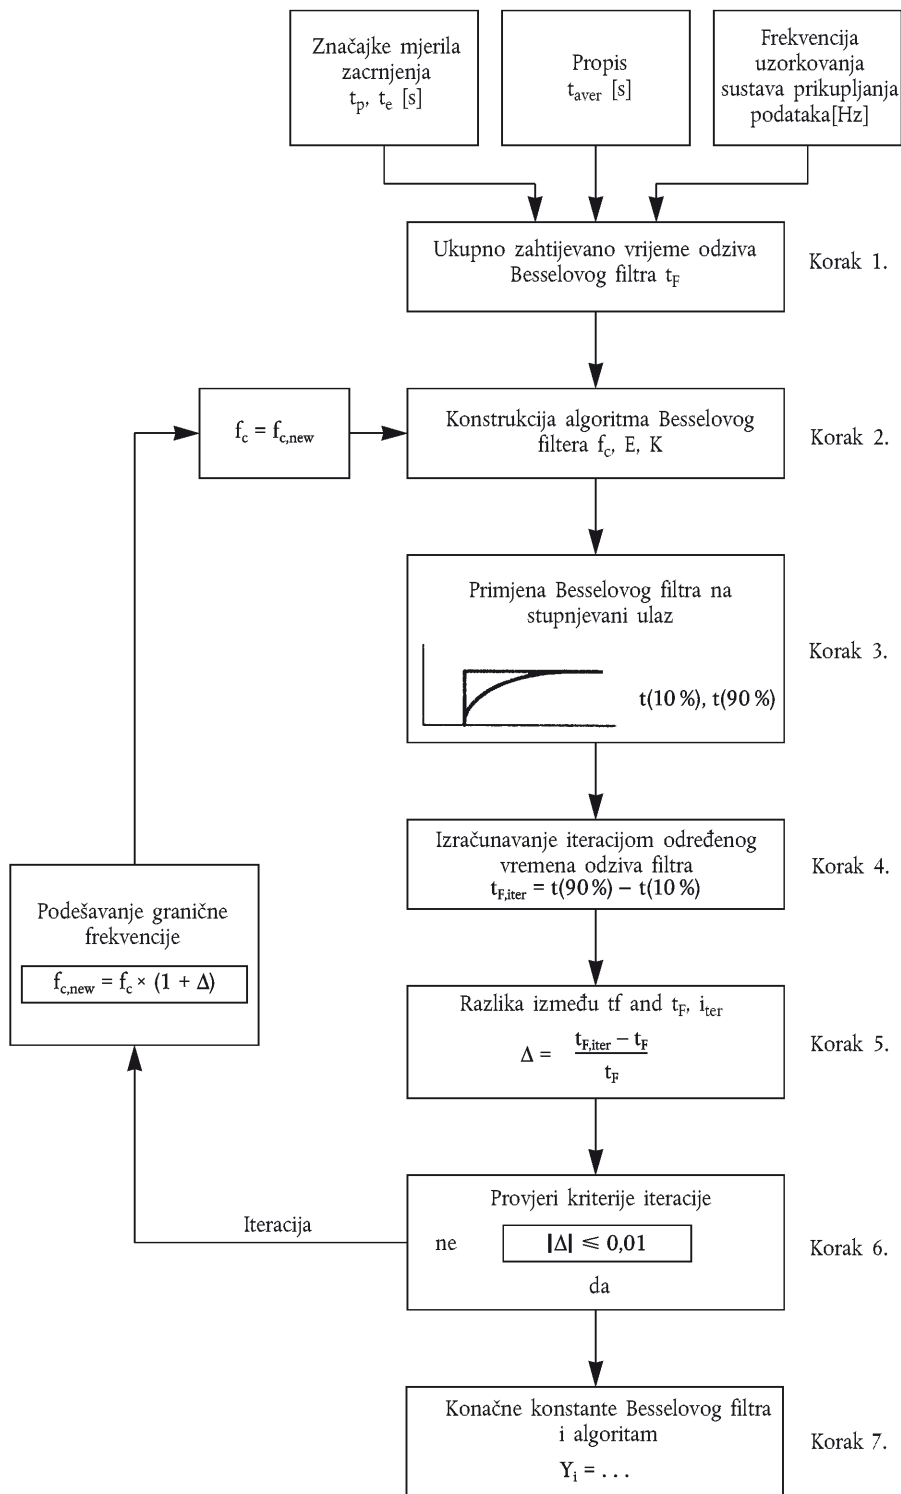 Značajke mjerila
zacrnjenja
tp, te [s]
Propis
taver [s]
Frekvencija
uzorkovanja
sustava prikupljanja
podataka[Hz]
Ukupno zahtijevano vrijeme odziva
Besselovog filtra tF
Korak 1.
fc = fc,new
Konstrukcija algoritma Besselovog
filtera fc, E, K
Korak 2.
Primjena Besselovog filtra na
stupnjevani ulaz
t(10 %), t(90 %)
Korak 3.
Izračunavanje iteracijom određenog
vremena odziva filtra
tF,iter = t(90 %) – t(10 %)
Korak 4.
Podešavanje granične
frekvencije
fc,new = fc × (1 + Δ)
Razlika između tf and tF, iter
Δ = (tF,iter – tF) / tF
Korak 5.
Iteracija
Provjeri kriterije iteracije
ne
|Δ| ≤ 0,01
da
Korak 6.
Konačne konstante Besselovog filtra
i algoritam
Yi = . . .
Korak 7.